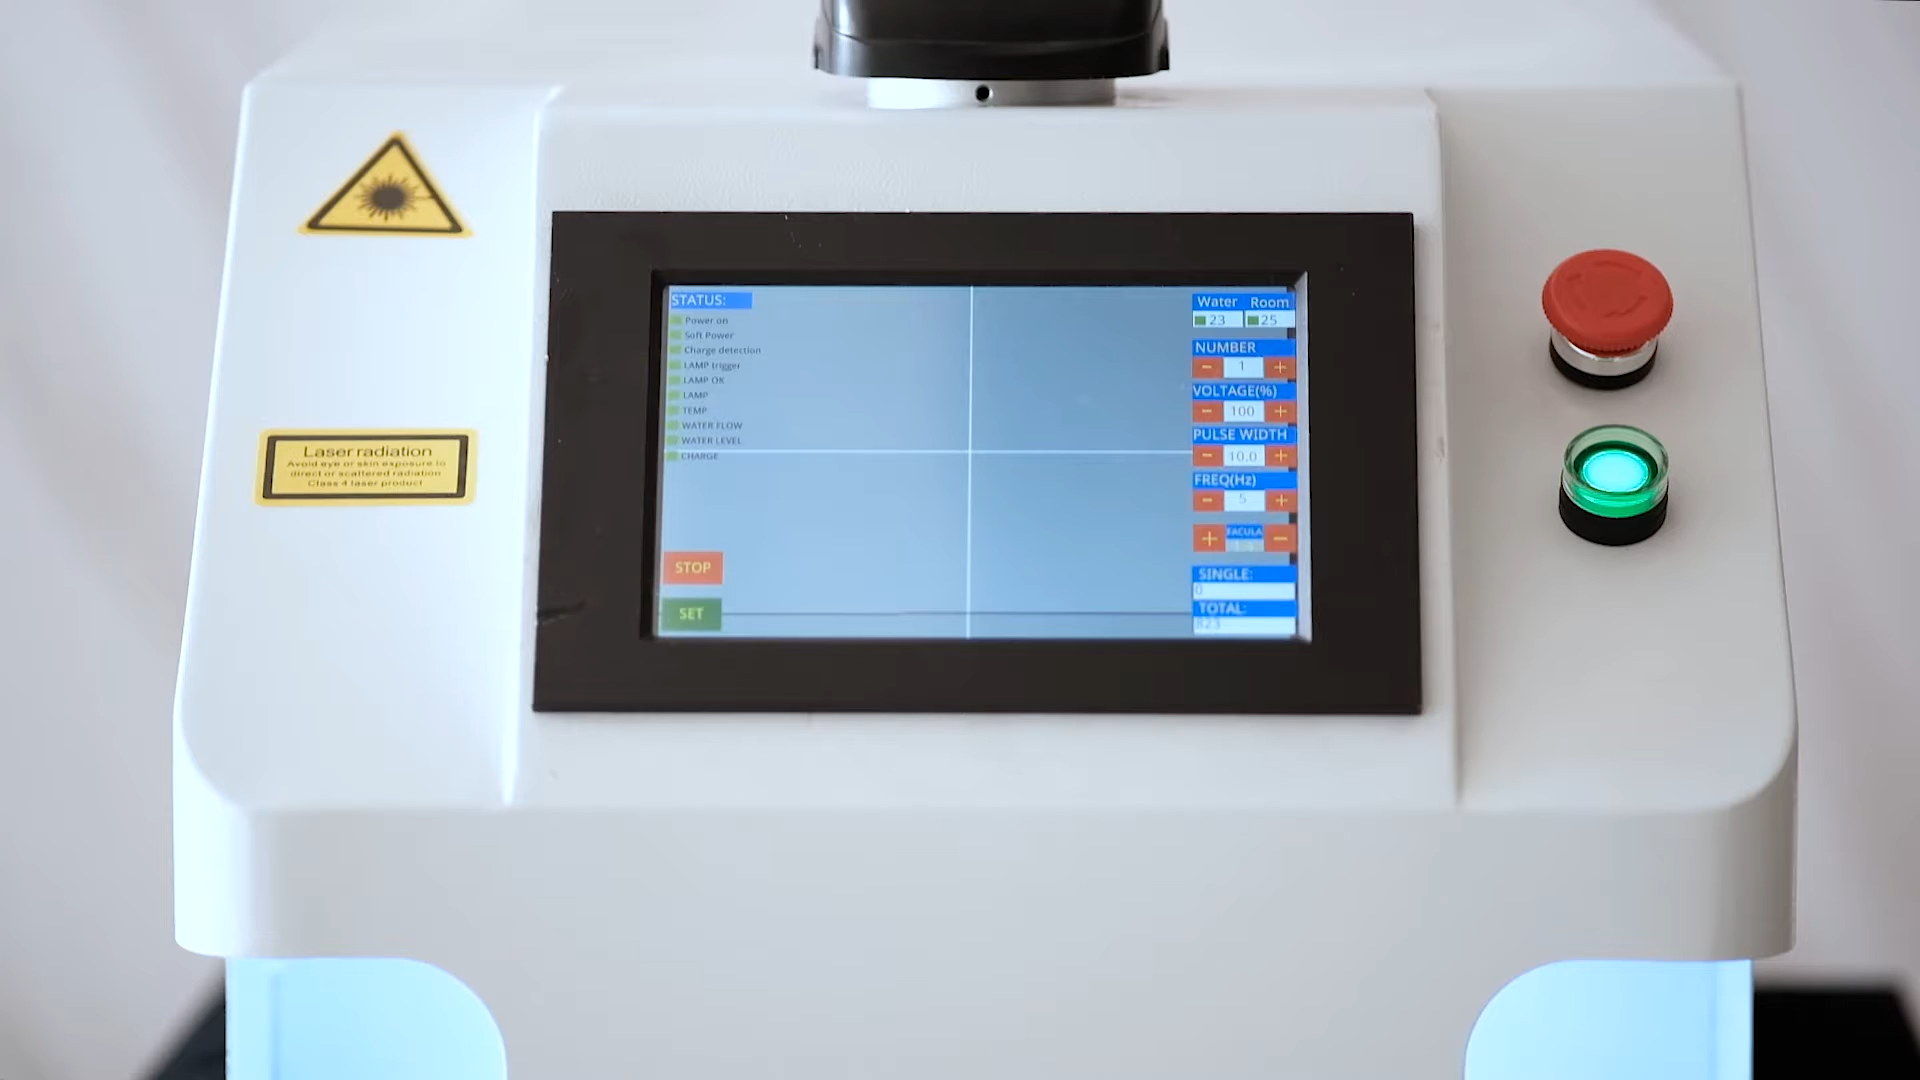 Laser radiation
Avoid eye or skin exposure to
direct or scattered radiation
Class 4 laser product
STATUS:
Power on
Soft Power
Charge detection
LAMP trigger
LAMP OK
LAMP
TEMP
WATER FLOW
WATER LEVEL
CHARGE
STOP
SET
Water Room
23 25
NUMBER
- 1 +
VOLTAGE(%)
- 100 +
PULSE WIDTH
- 10.0 +
FREQ(Hz)
- 5 +
+ FACULA -
SINGLE:
0
TOTAL:
823